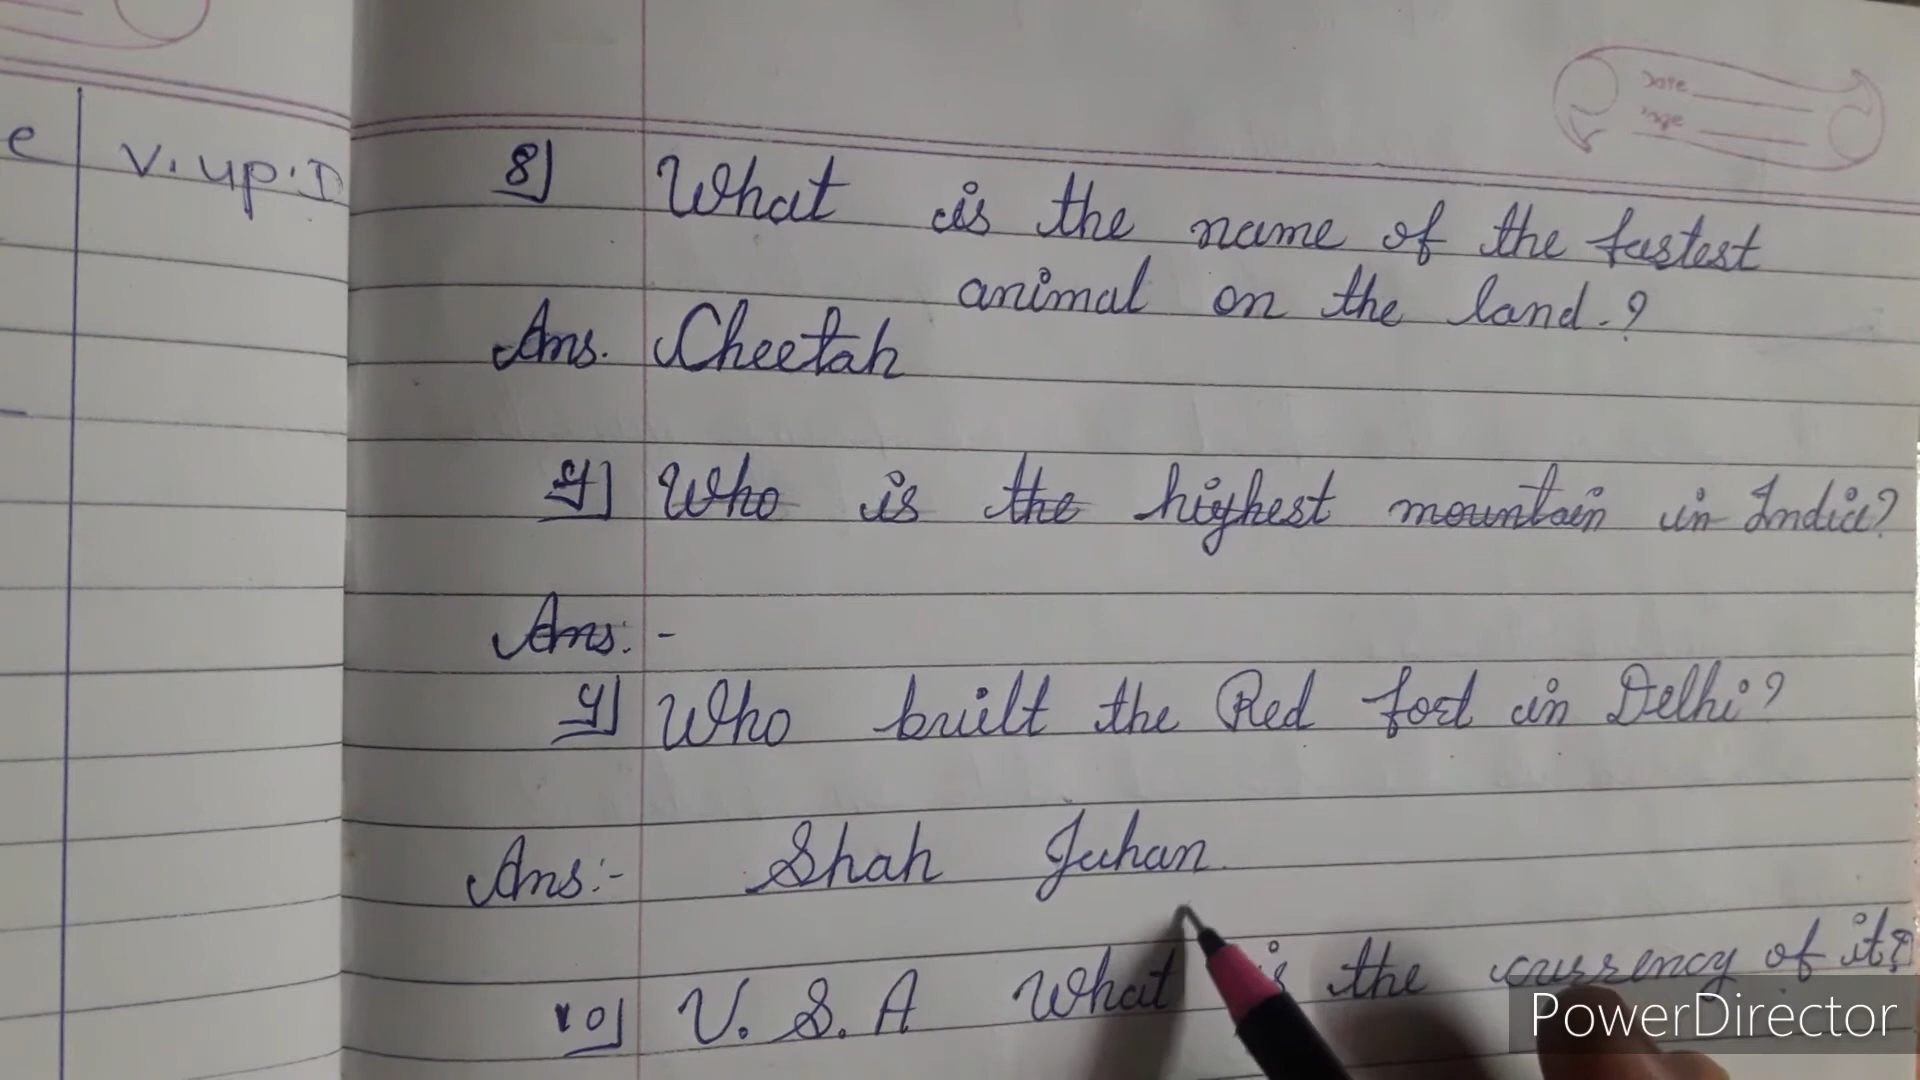 e
V. up. D
Date
Page
8] What is the name of the fastest
animal on the land.?
Ans. Cheetah
9] Who is the highest mountain in India?
Ans:-
9] Who built the Red fort in Delhi?
Ans:- Shah Juhan
10] U. S. A What is the currency of it?
PowerDirector